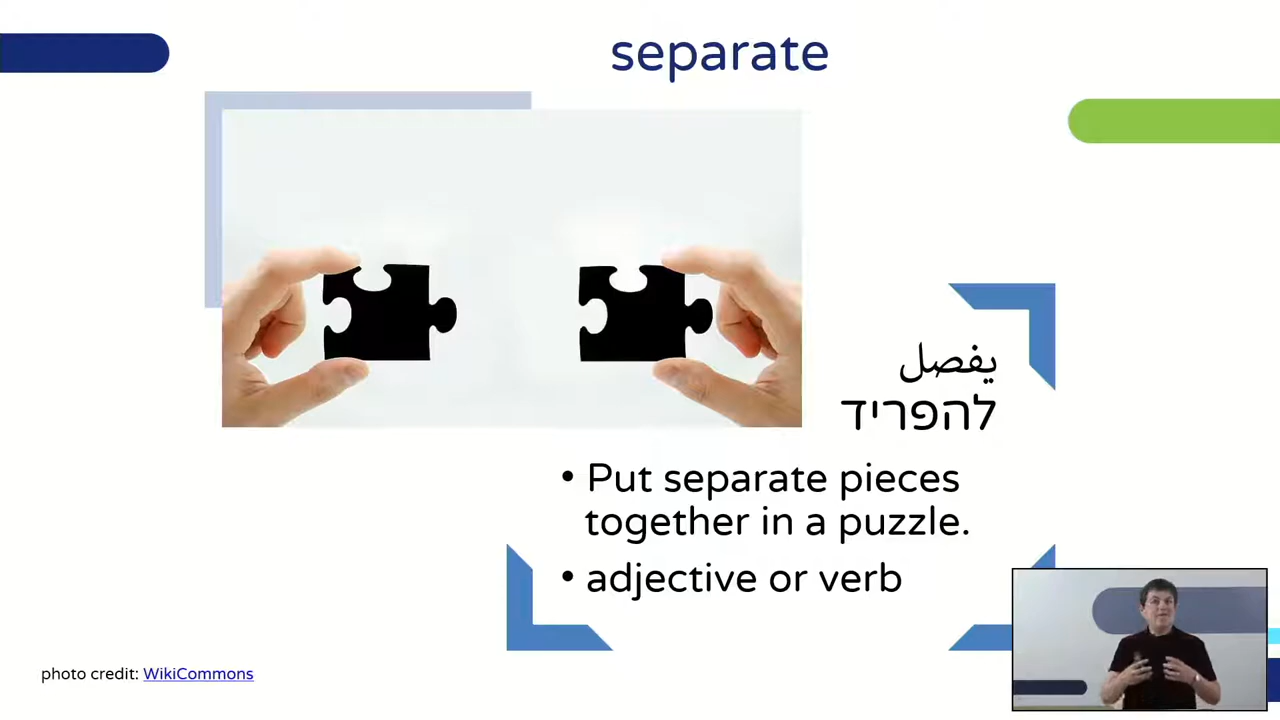 separate
يفصل
להפריד
• Put separate pieces
together in a puzzle.
• adjective or verb
photo credit: WikiCommons